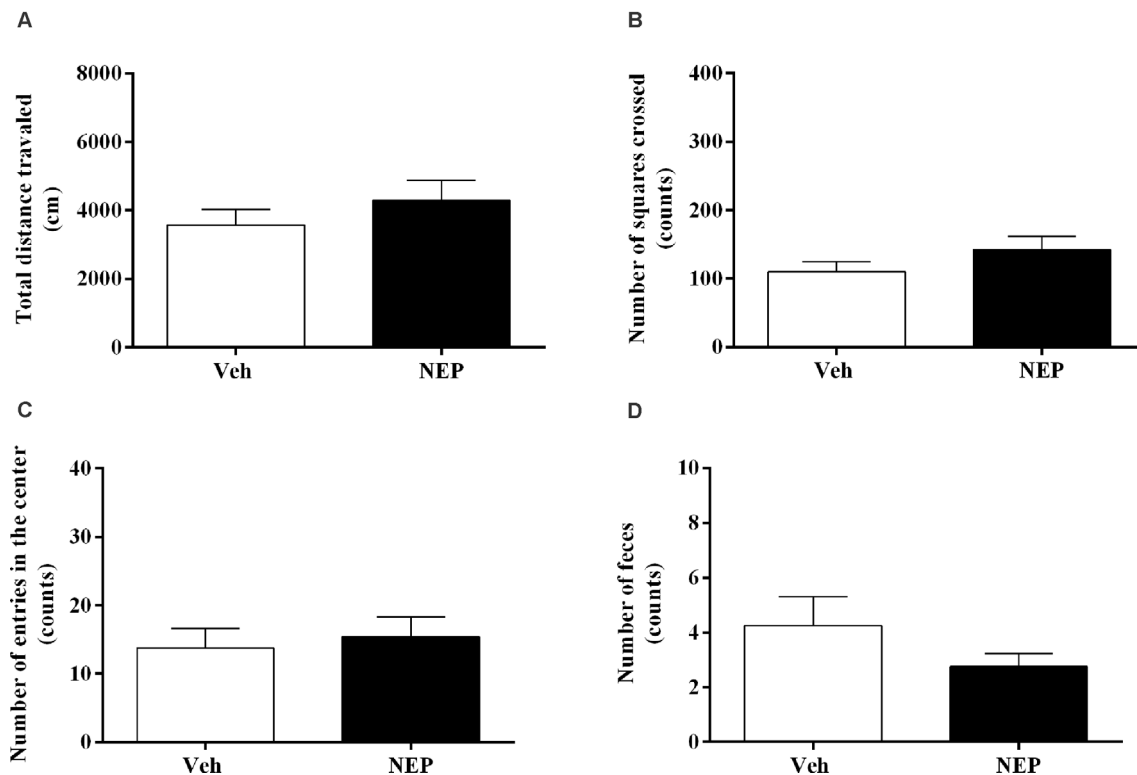 A
Total distance travaled
(cm)
8000
6000
4000
2000
0
Veh NEP
B
Number of squares crossed
(counts)
400
300
200
100
0
Veh NEP
C
Number of entries in the center
(counts)
40
30
20
10
0
Veh NEP
D
Number of feces
(counts)
10
8
6
4
2
0
Veh NEP